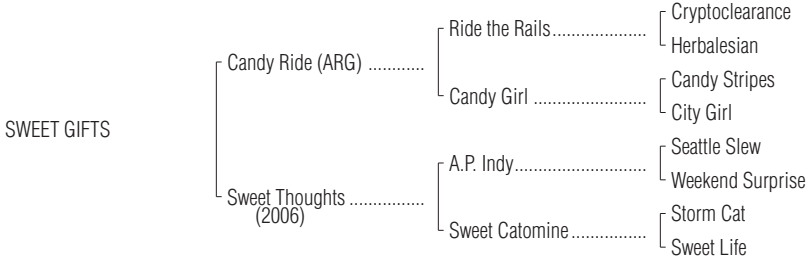 Cryptoclearance
Ride the Rails....................
Herbalesian
Candy Ride (ARG) ............
Candy Stripes
Candy Girl ........................
City Girl
SWEET GIFTS
Seattle Slew
A.P. Indy............................
Weekend Surprise
Sweet Thoughts ................
(2006)
Storm Cat
Sweet Catomine................
Sweet Life